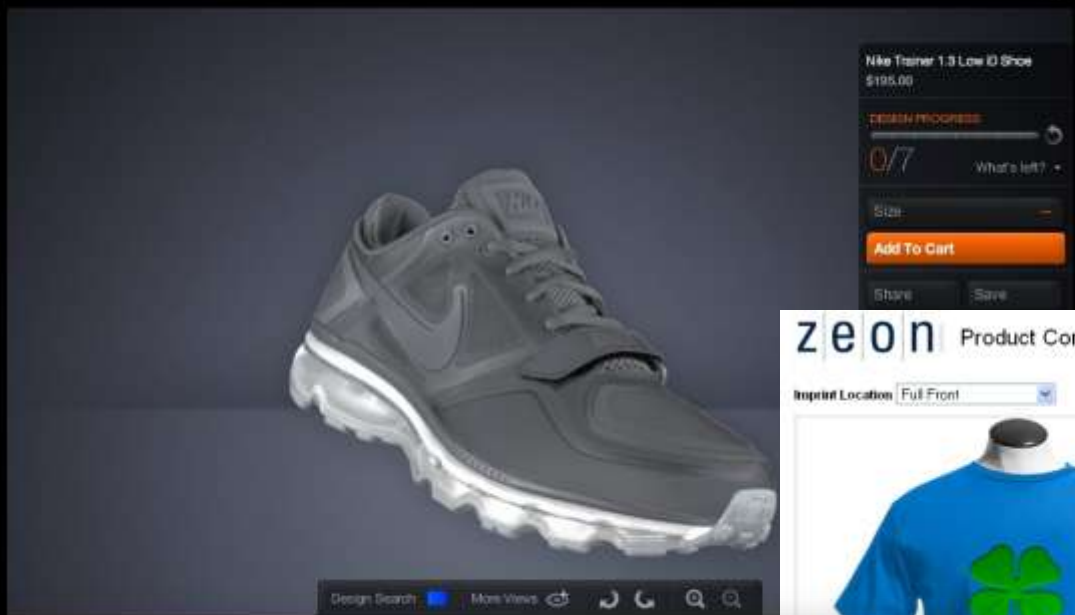 Nike Trainer 1.3 Low iD Shoe
$195.00
DESIGN PROGRESS
0/7
What's left?
Size
Add To Cart
Share Save
Design Search More Views
zeon Product Cor
Imprint Location Full Front